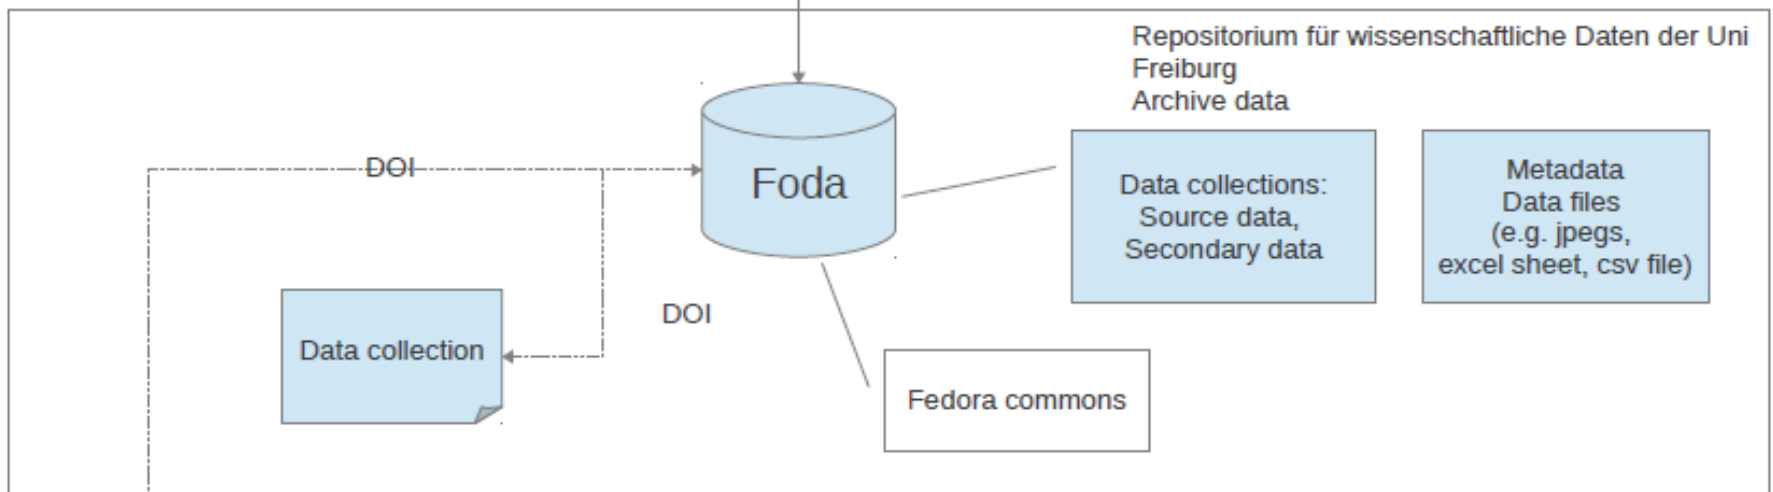 Repositorium für wissenschaftliche Daten der Uni
Freiburg
Archive data
DOI
Foda
Data collections:
Source data,
Secondary data
Metadata
Data files
(e.g. jpegs,
excel sheet, csv file)
DOI
Data collection
Fedora commons